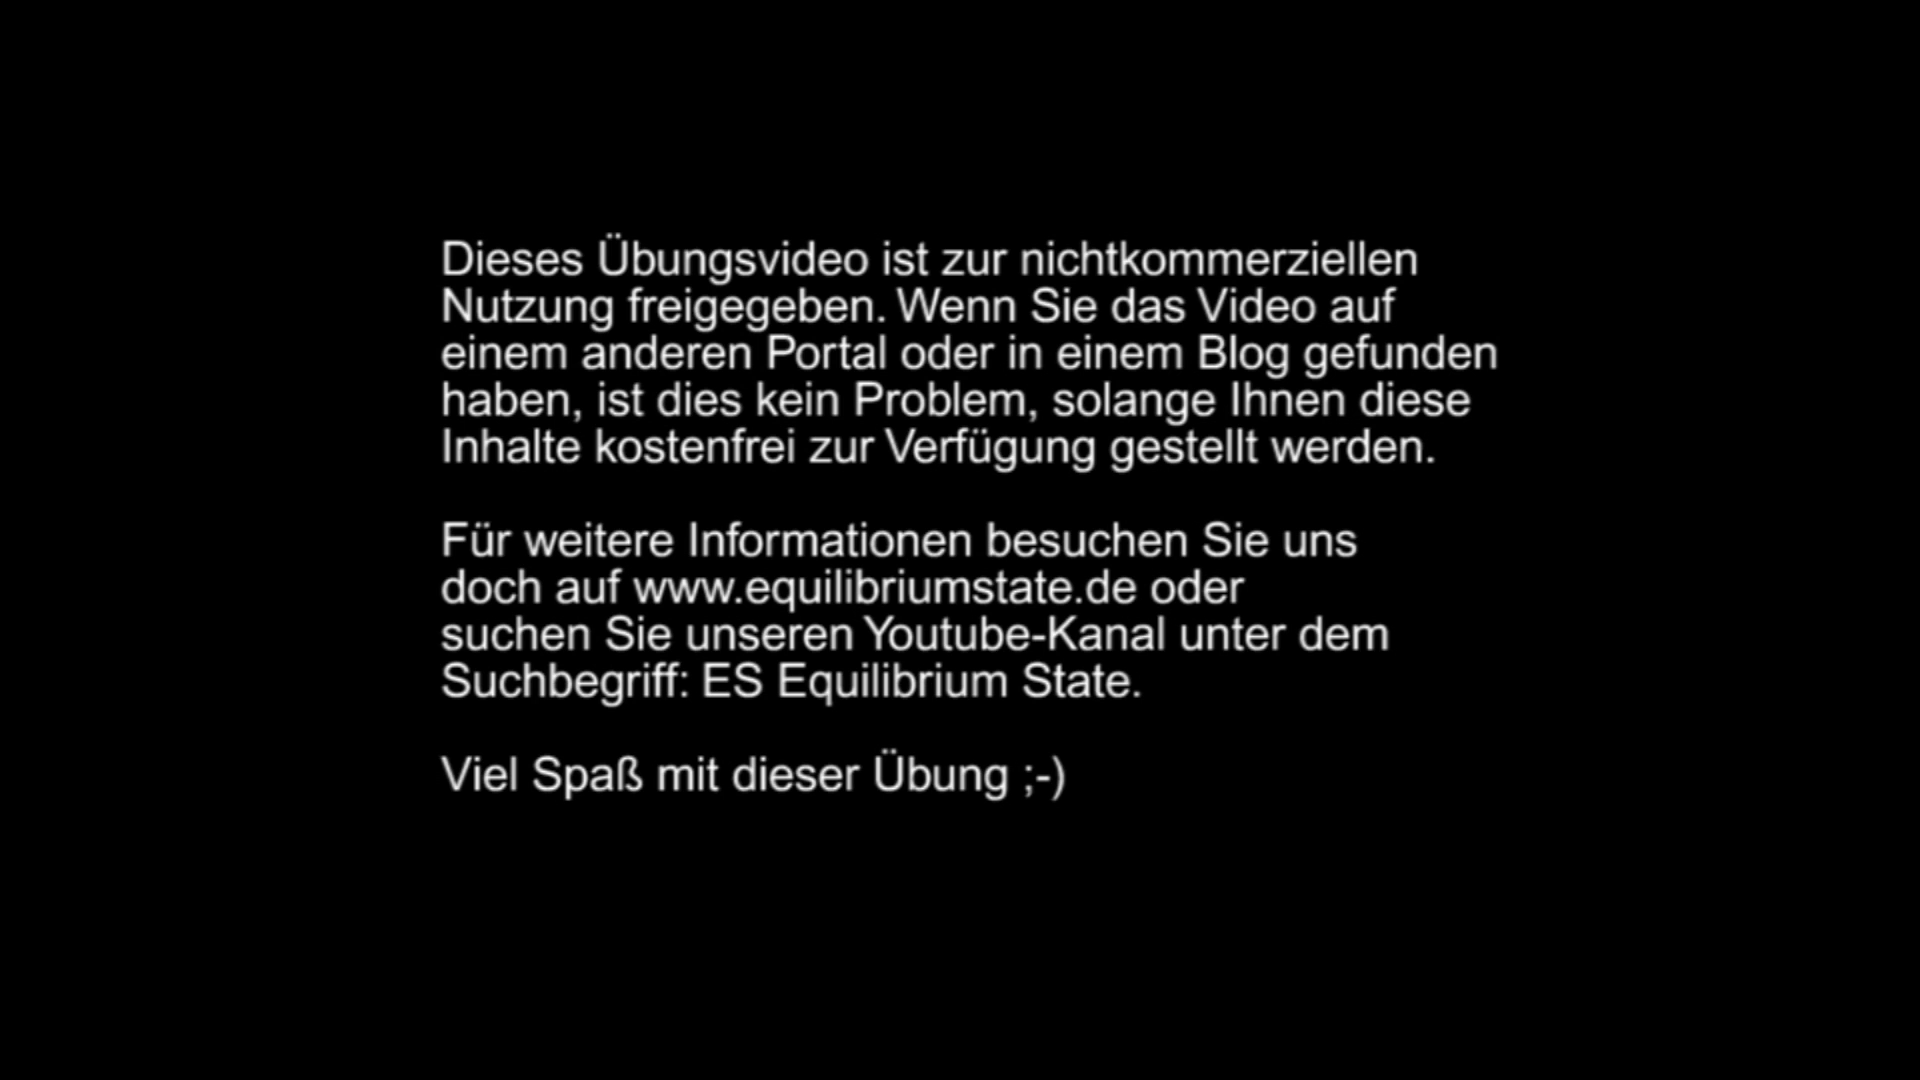 Dieses Übungsvideo ist zur nichtkommerziellen
Nutzung freigegeben. Wenn Sie das Video auf
einem anderen Portal oder in einem Blog gefunden
haben, ist dies kein Problem, solange Ihnen diese
Inhalte kostenfrei zur Verfügung gestellt werden.

Für weitere Informationen besuchen Sie uns
doch auf www.equilibriumstate.de oder
suchen Sie unseren Youtube-Kanal unter dem
Suchbegriff: ES Equilibrium State.

Viel Spaß mit dieser Übung ;-)